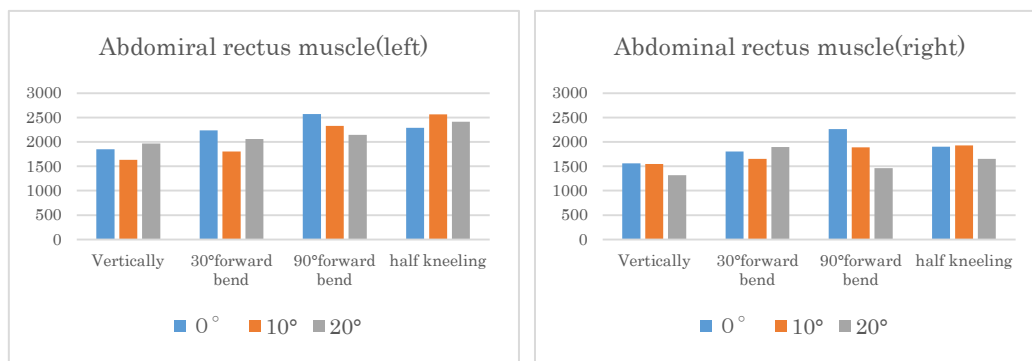 Abdomiral rectus muscle(left)
3000
2500
2000
1500
1000
500
0
Vertically 30°forward bend 90°forward bend half kneeling
0° 10° 20°
Abdominal rectus muscle(right)
3000
2500
2000
1500
1000
500
0
Vertically 30°forward bend 90°forward bend half kneeling
0° 10° 20°